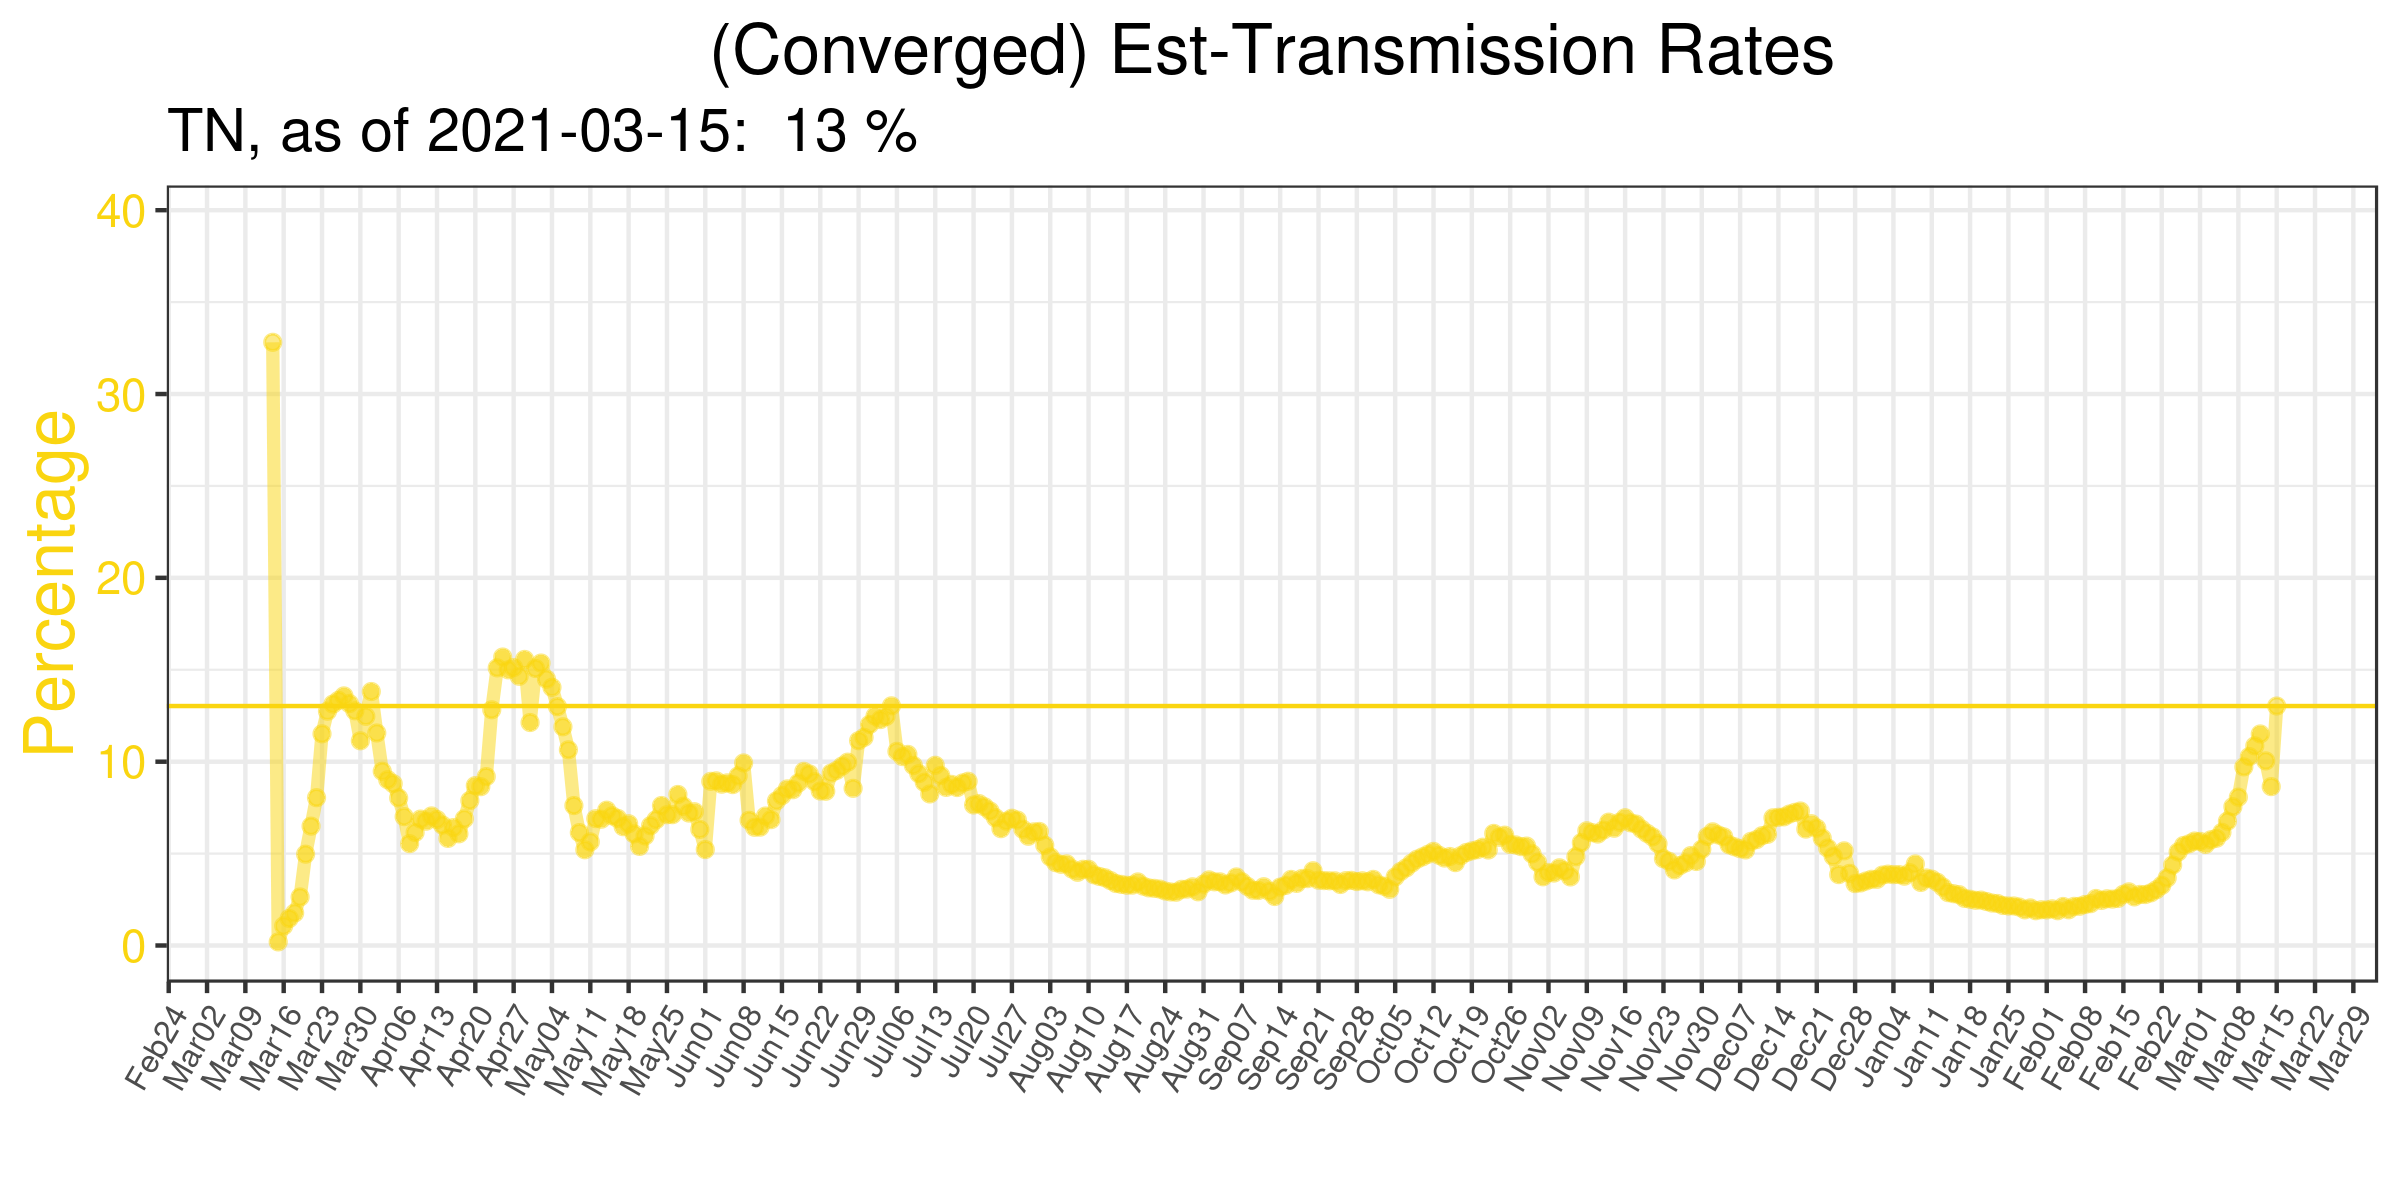 (Converged) Est-Transmission Rates
TN, as of 2021-03-15:  13 %
Percentage
40
30
20
10
0
Feb24
Mar02
Mar09
Mar16
Mar23
Mar30
Apr06
Apr13
Apr20
Apr27
May04
May11
May18
May25
Jun01
Jun08
Jun15
Jun22
Jun29
Jul06
Jul13
Jul20
Jul27
Aug03
Aug10
Aug17
Aug24
Aug31
Sep07
Sep14
Sep21
Sep28
Oct05
Oct12
Oct19
Oct26
Nov02
Nov09
Nov16
Nov23
Nov30
Dec07
Dec14
Dec21
Dec28
Jan04
Jan11
Jan18
Jan25
Feb01
Feb08
Feb15
Feb22
Mar01
Mar08
Mar15
Mar22
Mar29